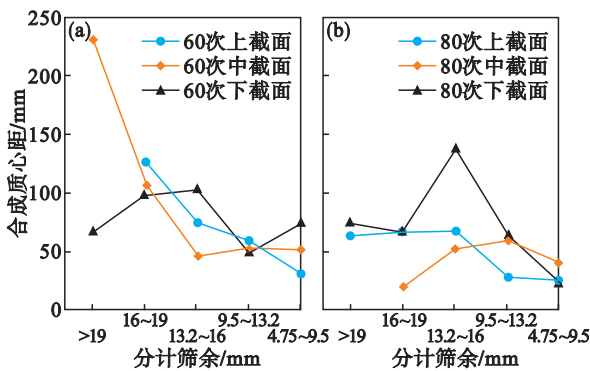 (a)
60次上截面
60次中截面
60次下截面
(b)
80次上截面
80次中截面
80次下截面
合成质心距/mm
250
200
150
100
50
0
>19
16~19
13.2~16
9.5~13.2
4.75~9.5
分计筛余/mm
>19
16~19
13.2~16
9.5~13.2
4.75~9.5
分计筛余/mm